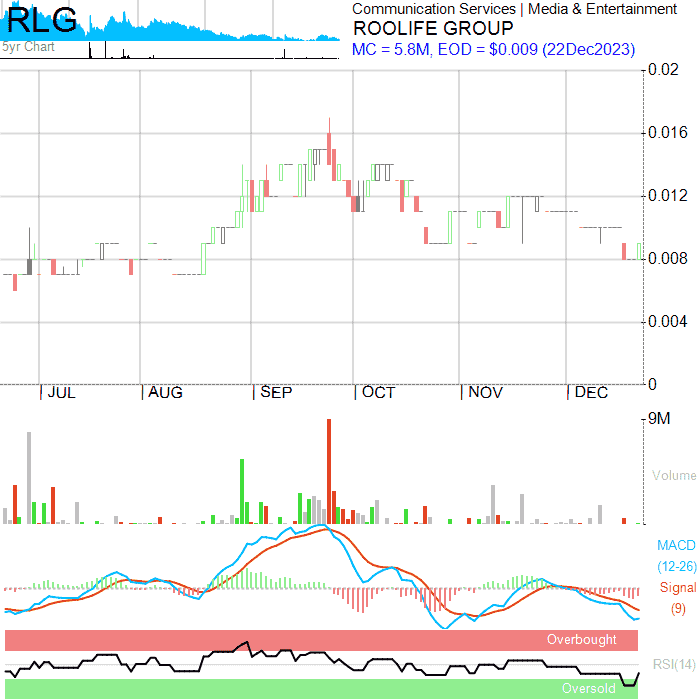 RLG
5yr Chart
Communication Services | Media & Entertainment
ROOLIFE GROUP
MC = 5.8M, EOD = $0.009 (22Dec2023)
0.02
0.016
0.012
0.008
0.004
0
JUL
AUG
SEP
OCT
NOV
DEC
9M
Volume
MACD
(12-26)
Signal
(9)
Overbought
RSI(14)
Oversold